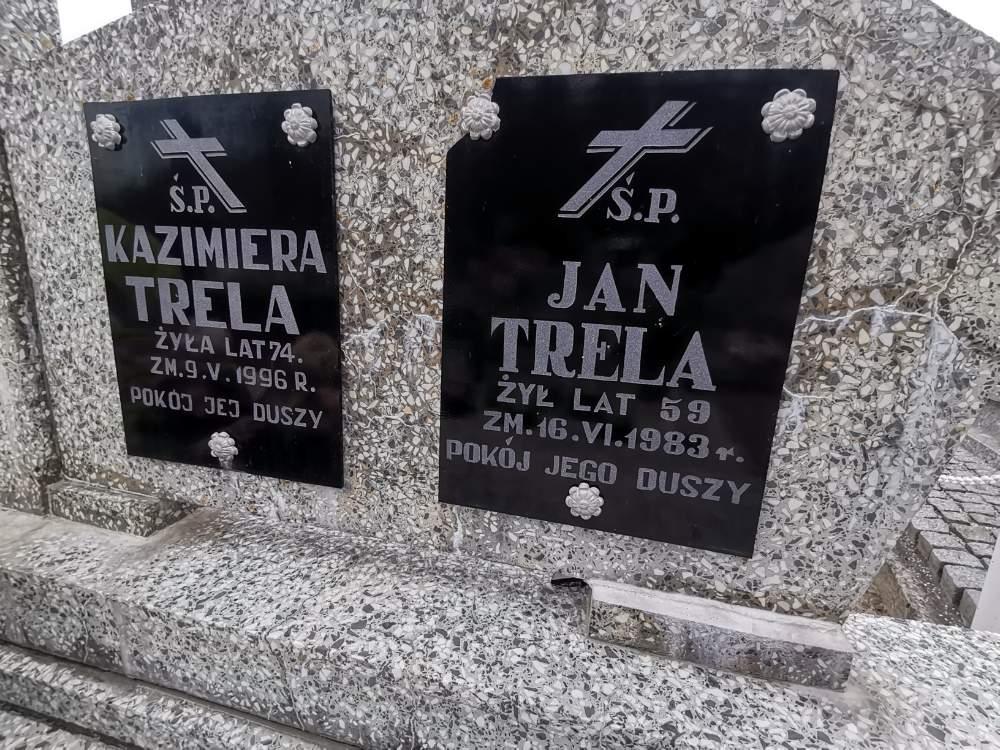 Ś.P.
KAZIMIERA
TRELA
ŻYŁA LAT 74.
ZM. 9.V.1996 R.
POKÓJ JEJ DUSZY
Ś.P.
JAN
TRELA
ŻYŁ LAT 59
ZM. 16.VI.1983 r.
POKÓJ JEGO DUSZY